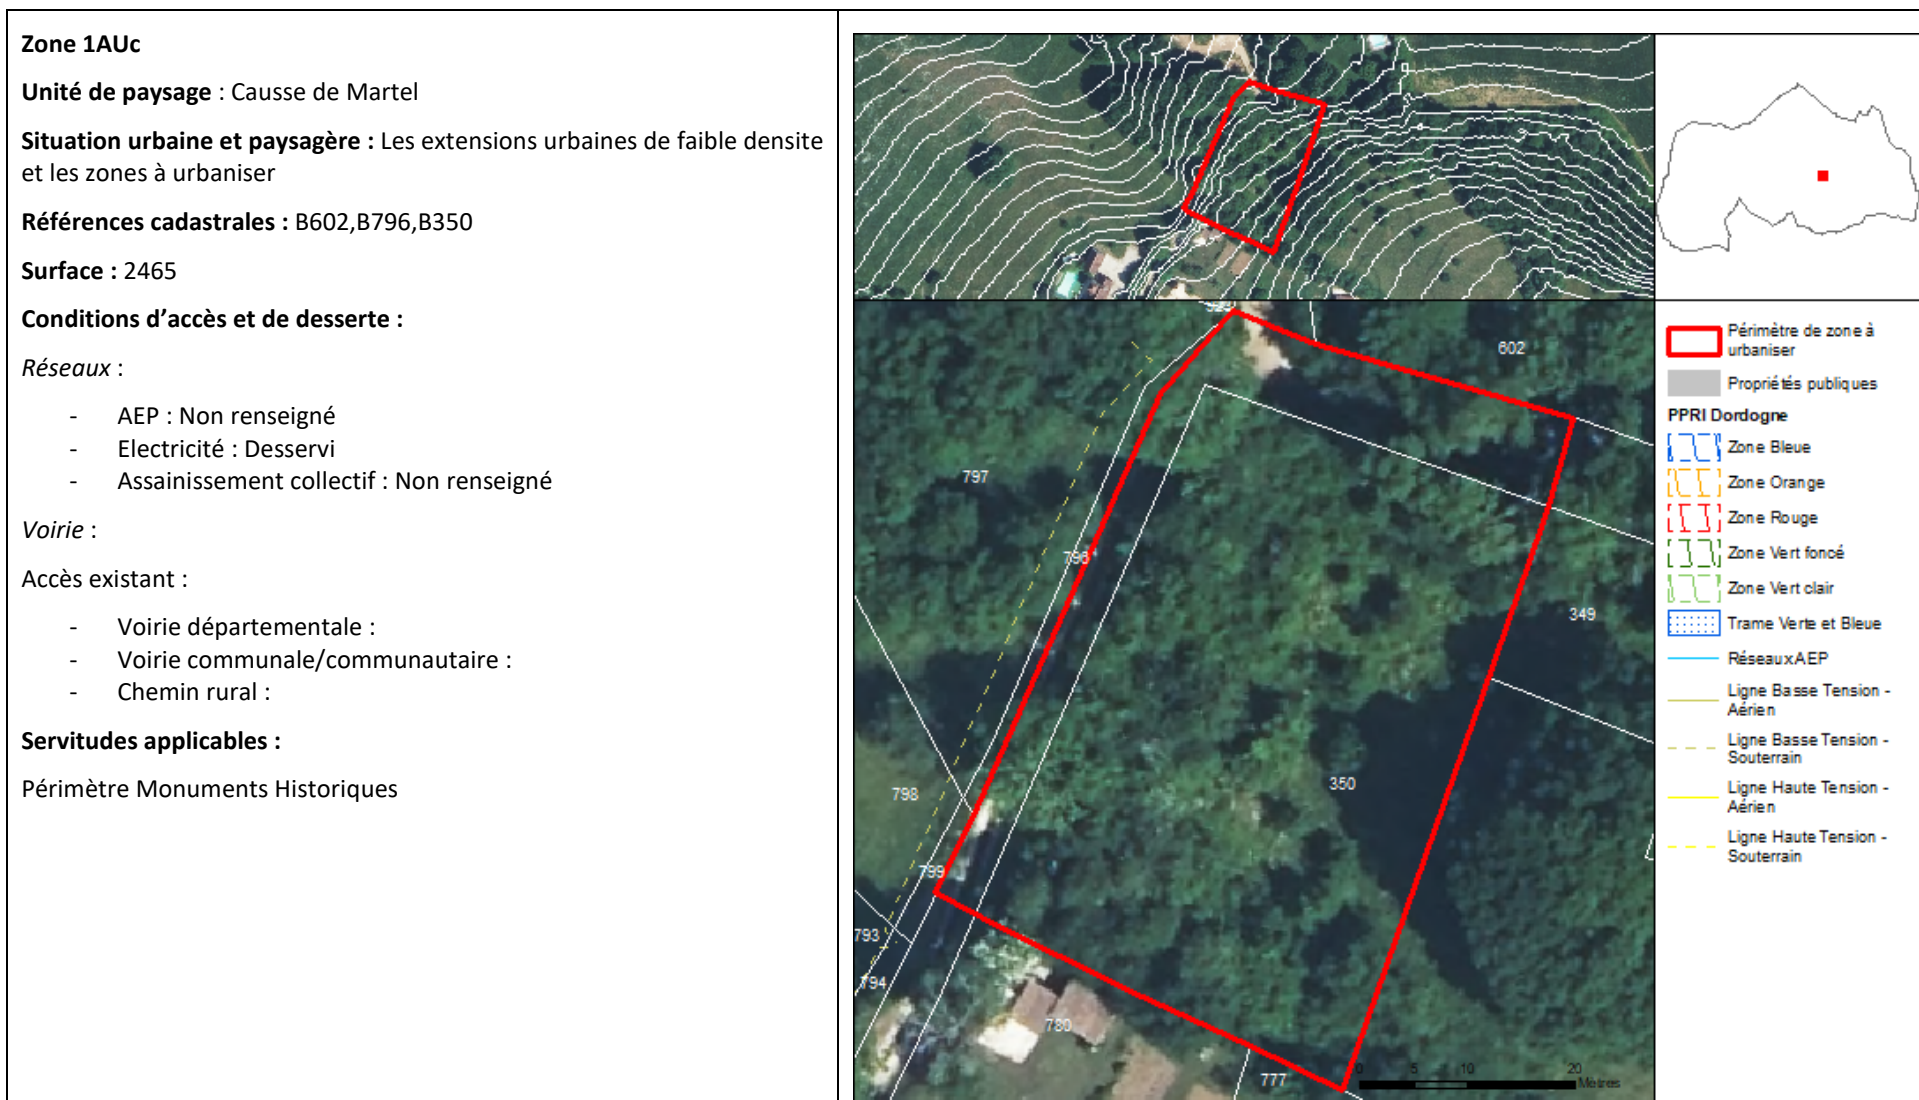 Zone 1AUc
Unité de paysage : Causse de Martel
Situation urbaine et paysagère : Les extensions urbaines de faible densite
et les zones à urbaniser
Références cadastrales : B602,B796,B350
Surface : 2465
Conditions d'accès et de desserte :
Réseaux :
- AEP : Non renseigné
- Electricité : Desservi
- Assainissement collectif : Non renseigné
Voirie :
Accès existant :
- Voirie départementale :
- Voirie communale/communautaire :
- Chemin rural :
Servitudes applicables :
Périmètre Monuments Historiques
602
797
796
349
350
798
799
793
794
780
777
0 5 10 20
Mètres
Périmètre de zone à
urbaniser
Propriétés publiques
PPRI Dordogne
Zone Bleue
Zone Orange
Zone Rouge
Zone Vert foncé
Zone Vert clair
Trame Verte et Bleue
Réseaux AEP
Ligne Basse Tension -
Aérien
Ligne Basse Tension -
Souterrain
Ligne Haute Tension -
Aérien
Ligne Haute Tension -
Souterrain